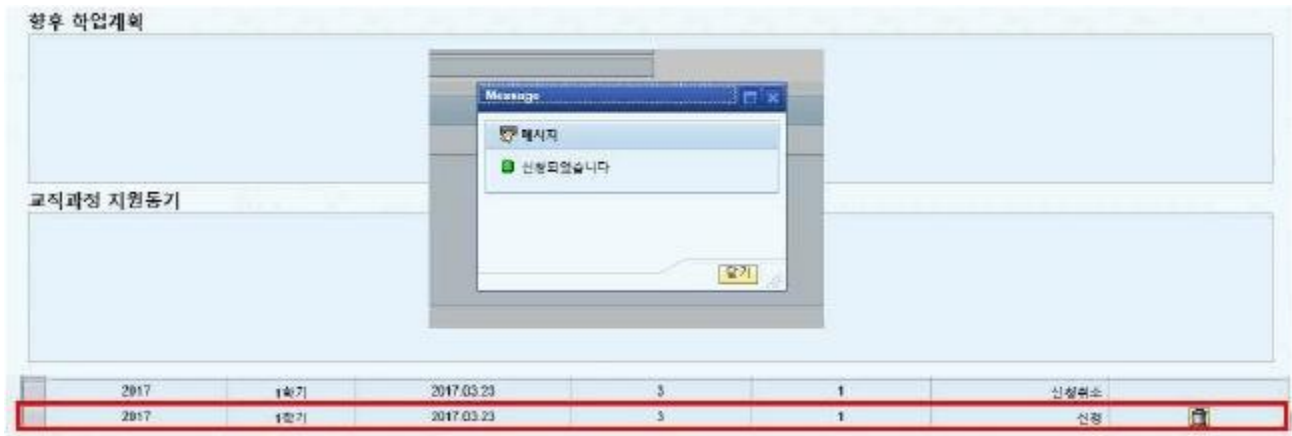 향후 학업계획
Message
메시지
신청되었습니다
교직과정 지원동기
닫기
2017 1학기 2017.03.23 3 1 신청취소
2017 1학기 2017.03.23 3 1 신청